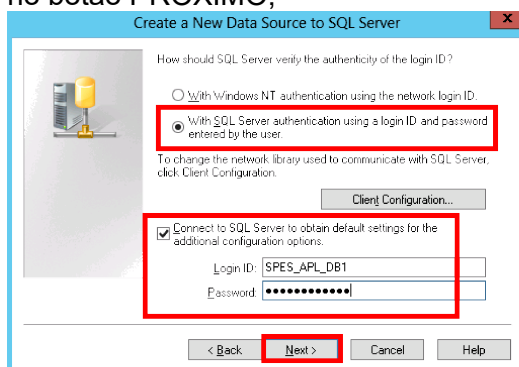 no botão PRÓXIMO;
Create a New Data Source to SQL Server
X
How should SQL Server verify the authenticity of the login ID?
With Windows NT authentication using the network login ID.
With SQL Server authentication using a login ID and password
entered by the user.
To change the network library used to communicate with SQL Server,
click Client Configuration.
Client Configuration...
Connect to SQL Server to obtain default settings for the
additional configuration options.
Login ID: SPES_APL_DB1
Password: ●●●●●●●●●●●●
< Back Next > Cancel Help